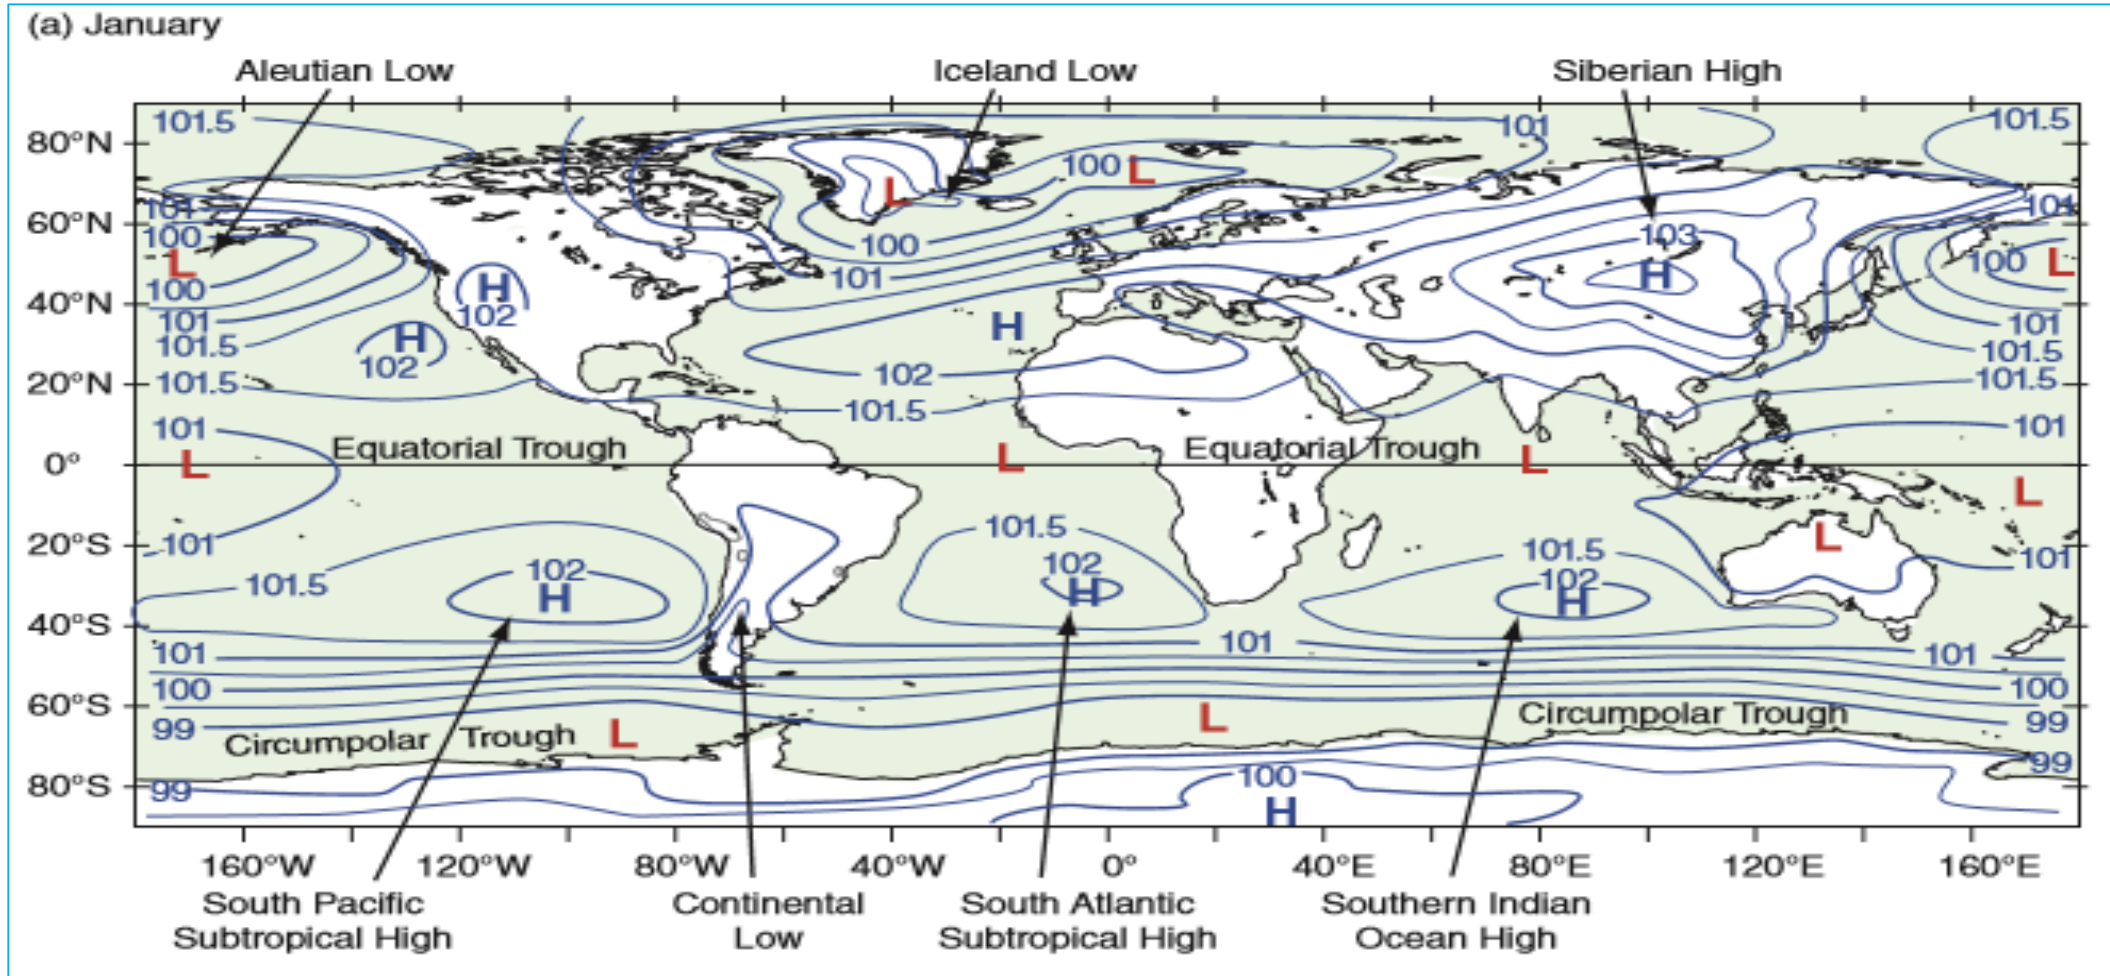 (a) January
Aleutian Low Iceland Low Siberian High
101.5 101 101.5
80°N
100 L
L
60°N 101 101
100 103
L 100 100 L
100 H 101 H
40°N H
101 102 H 101
101.5 H 101.5
102 102
20°N 101.5 101.5
101.5
101 101
Equatorial Trough Equatorial Trough
0° L L L
L
101.5 L
20°S 101 101.5 101
102 102 102
101.5 H H H
40°S
101 101 101
100 100
60°S
99 L Circumpolar Trough 99
Circumpolar Trough L
99
100
80°S 99
H
160°W 120°W 80°W 40°W 0° 40°E 80°E 120°E 160°E
South Pacific Continental South Atlantic Southern Indian
Subtropical High Low Subtropical High Ocean High